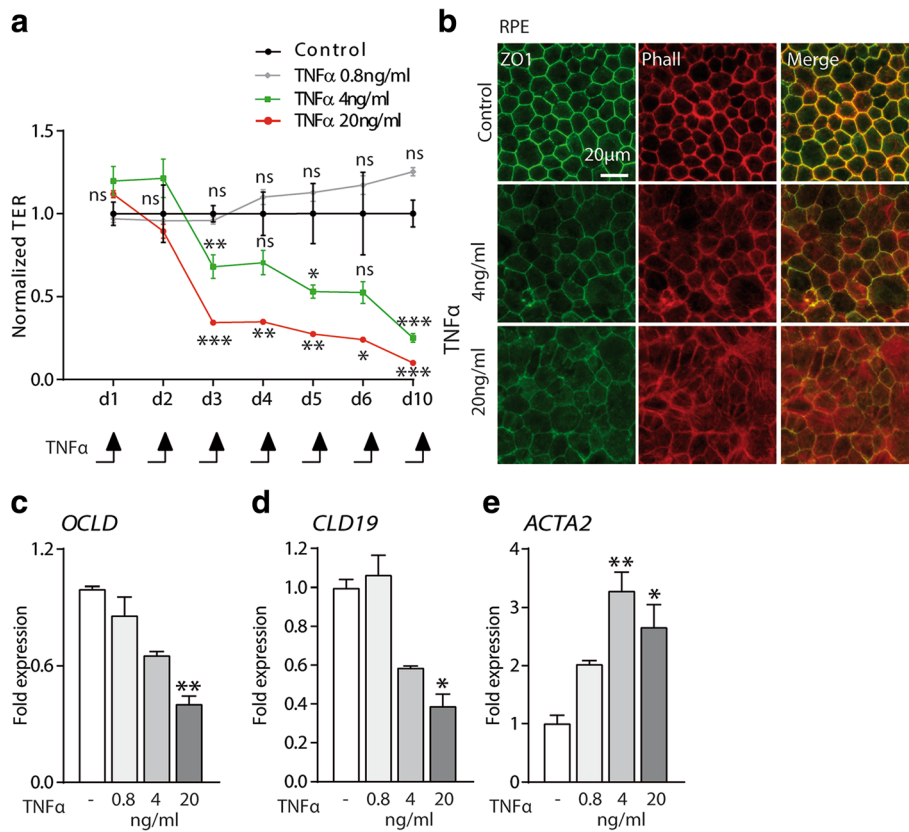 a
Control
TNFα 0.8ng/ml
TNFα 4ng/ml
TNFα 20ng/ml
Normalized TER
1.5
1.0
0.5
0.0
ns ns ns ns ns ns
** ns * ns ***
*** ** ** * ***
d1 d2 d3 d4 d5 d6 d10
TNFα
b
RPE
ZO1 Phall Merge
Control
20μm
TNFα
4ng/ml
20ng/ml
c OCLD
Fold expression
1.2
0.6
0.0
**
TNFα - 0.8 4 20
ng/ml
d CLD19
Fold expression
1.2
1.0
0.8
0.6
0.4
0.2
0.0
*
TNFα - 0.8 4 20
ng/ml
e ACTA2
Fold expression
4
3
2
1
0
** *
TNFα - 0.8 4 20
ng/ml